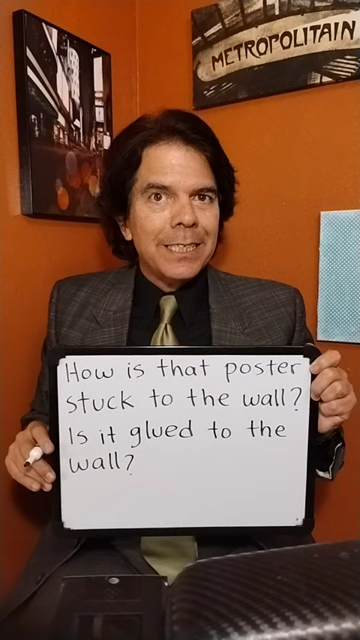 METROPOLITAIN
How is that poster
stuck to the wall?
Is it glued to the
wall?